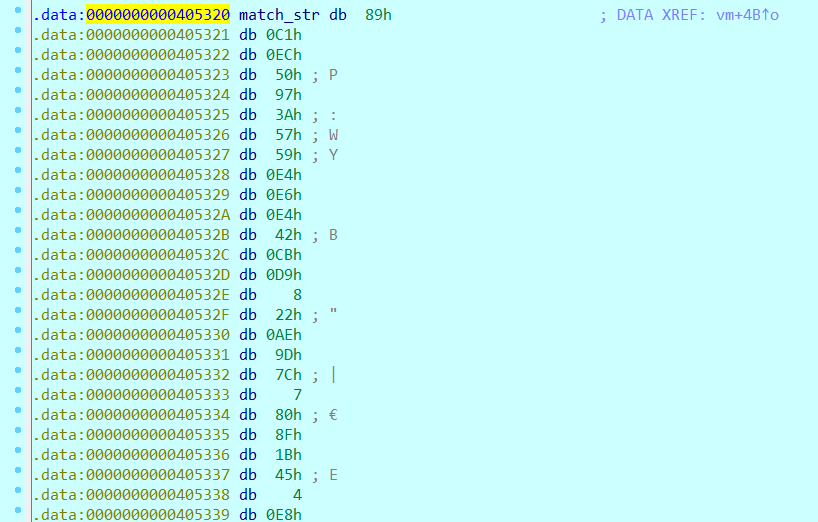 .data:0000000000405320 match_str db  89h                          ; DATA XREF: vm+4B↑o
.data:0000000000405321 db 0C1h
.data:0000000000405322 db 0ECh
.data:0000000000405323 db  50h ; P
.data:0000000000405324 db  97h
.data:0000000000405325 db  3Ah ; :
.data:0000000000405326 db  57h ; W
.data:0000000000405327 db  59h ; Y
.data:0000000000405328 db 0E4h
.data:0000000000405329 db 0E6h
.data:000000000040532A db 0E4h
.data:000000000040532B db  42h ; B
.data:000000000040532C db 0CBh
.data:000000000040532D db 0D9h
.data:000000000040532E db    8
.data:000000000040532F db  22h ; "
.data:0000000000405330 db 0AEh
.data:0000000000405331 db  9Dh
.data:0000000000405332 db  7Ch ; |
.data:0000000000405333 db    7
.data:0000000000405334 db  80h ; €
.data:0000000000405335 db  8Fh
.data:0000000000405336 db  1Bh
.data:0000000000405337 db  45h ; E
.data:0000000000405338 db    4
.data:0000000000405339 db 0E8h